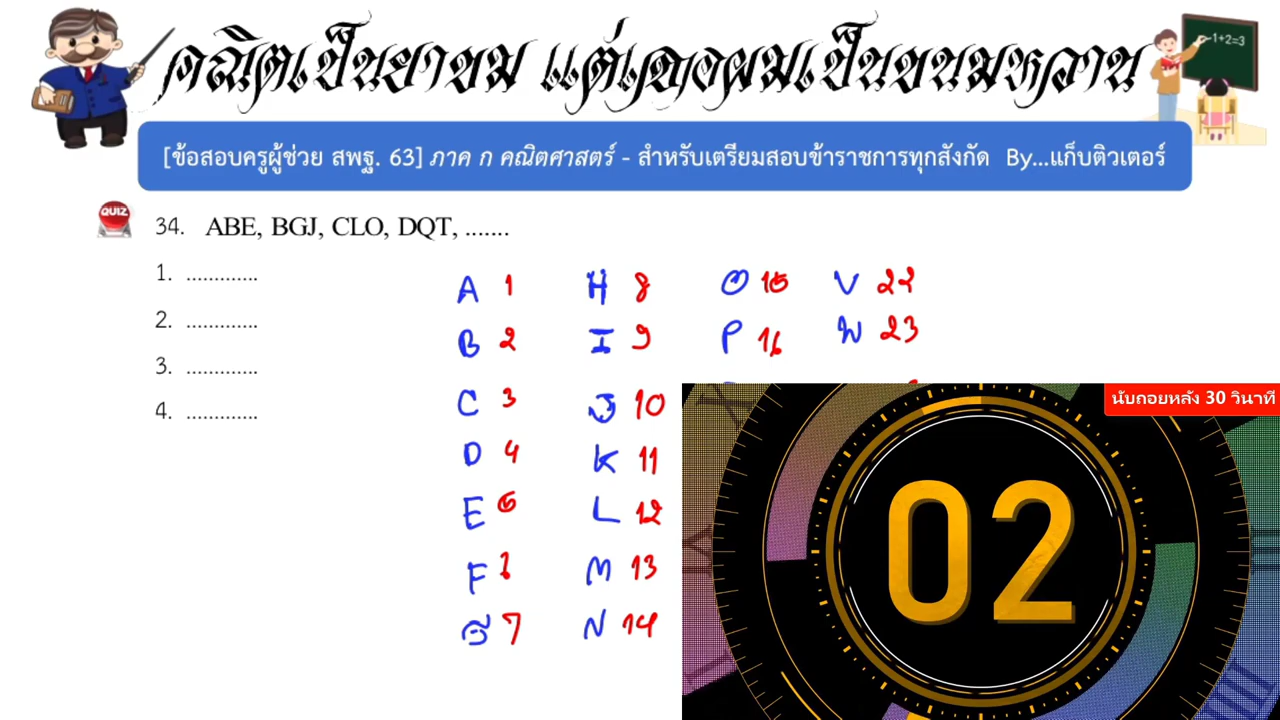 คณิตเป็นยาขม แต่เจอผมเป็นขนมหวาน
-1+2=3
[ข้อสอบครูผู้ช่วย สพฐ. 63] ภาค ก คณิตศาสตร์ - สำหรับเตรียมสอบข้าราชการทุกสังกัด By...แก็บติวเตอร์
QUIZ
34. ABE, BGJ, CLO, DQT, .......
1. .............
2. .............
3. .............
4. .............
A 1 H 8 O 15 V 22
B 2 I 9 P 16 W 23
C 3 J 10
D 4 K 11
E 5 L 12
F 6 M 13
G 7 N 14
นับถอยหลัง 30 วินาที
02